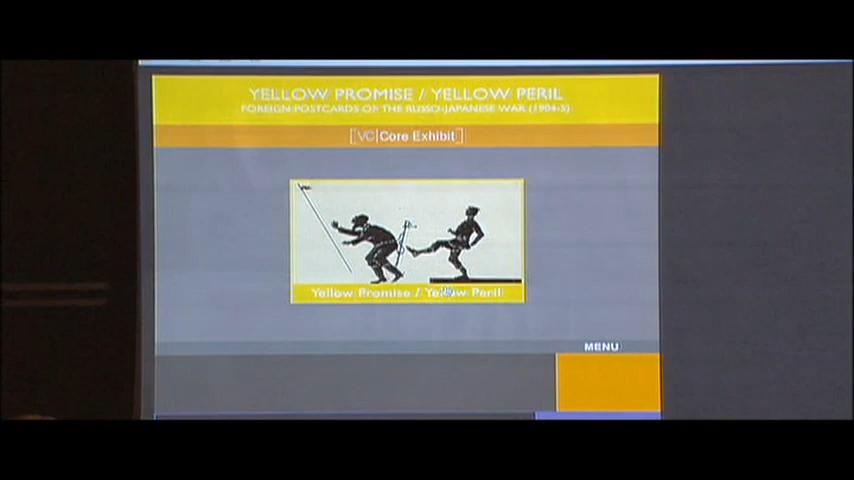 YELLOW PROMISE / YELLOW PERIL
FOREIGN POSTCARDS OF THE RUSSO-JAPANESE WAR (1904-5)
[VC|Core Exhibit]
Yellow Promise / Yellow Peril
MENU